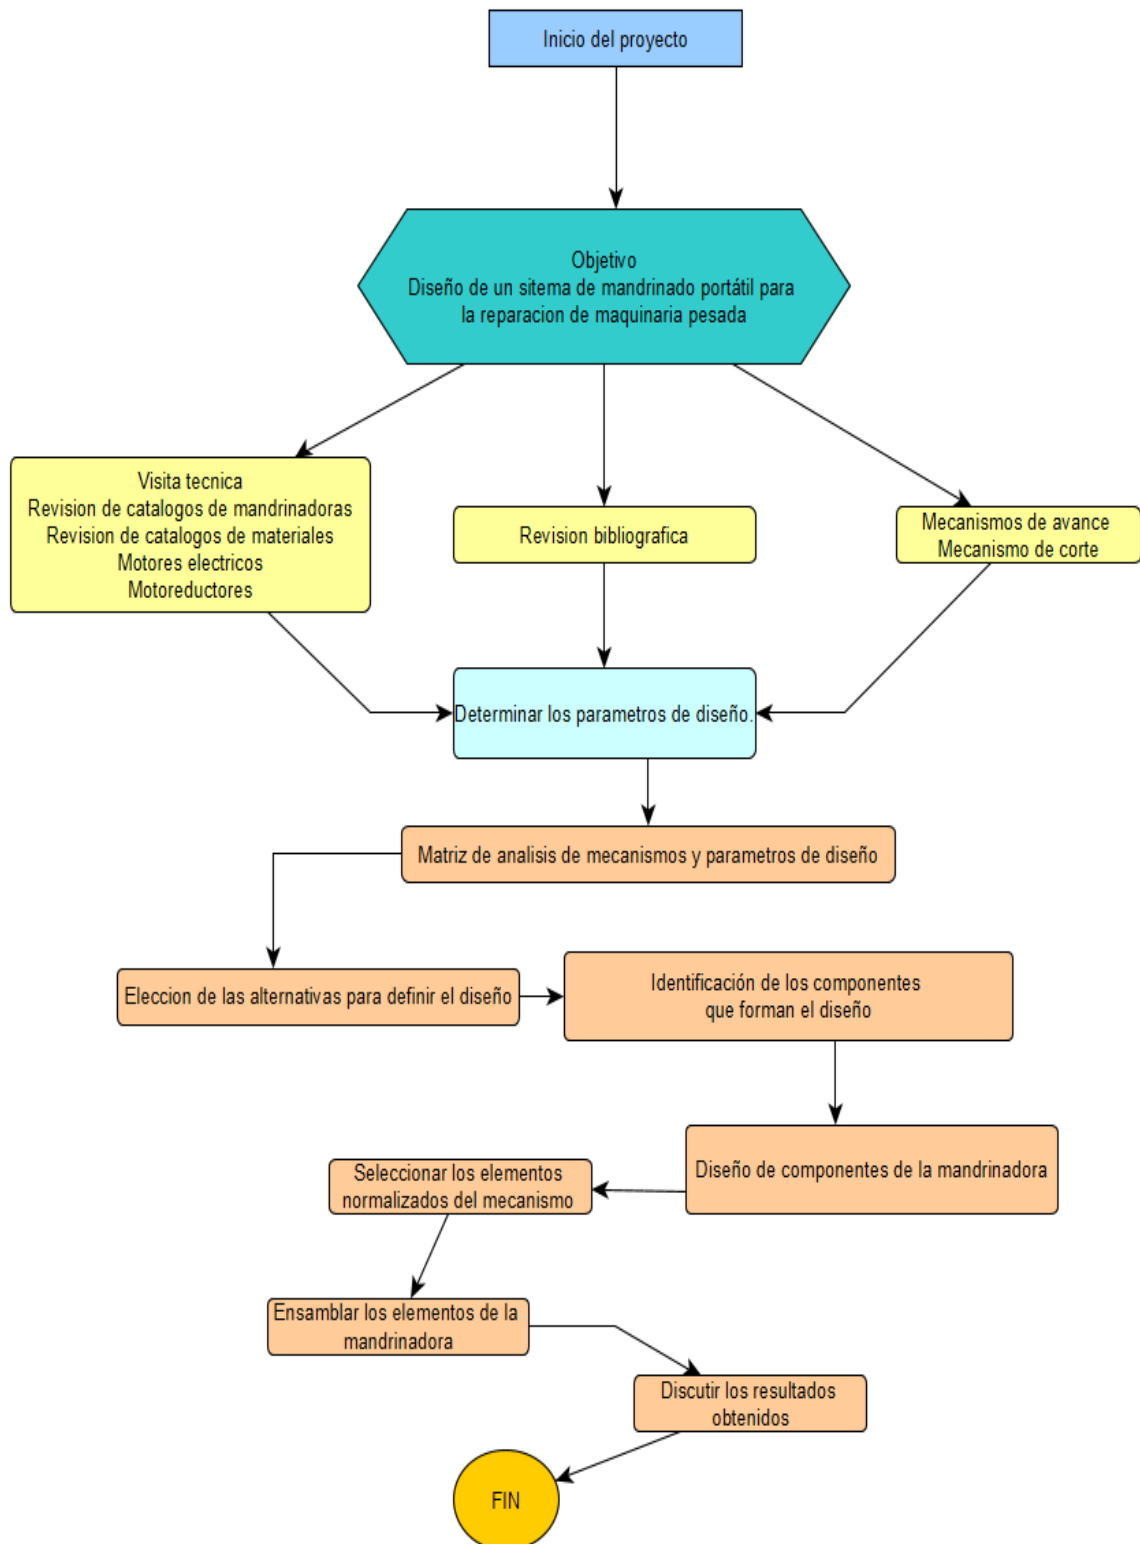 Inicio del proyecto
Objetivo
Diseño de un sitema de mandrinado portátil para
la reparacion de maquinaria pesada
Visita tecnica
Revision de catalogos de mandrinadoras
Revision de catalogos de materiales
Motores electricos
Motoreductores
Revision bibliografica
Mecanismos de avance
Mecanismo de corte
Determinar los parametros de diseño.
Matriz de analisis de mecanismos y parametros de diseño
Eleccion de las alternativas para definir el diseño
Identificación de los componentes
que forman el diseño
Diseño de componentes de la mandrinadora
Seleccionar los elementos
normalizados del mecanismo
Ensamblar los elementos de la
mandrinadora
Discutir los resultados
obtenidos
FIN